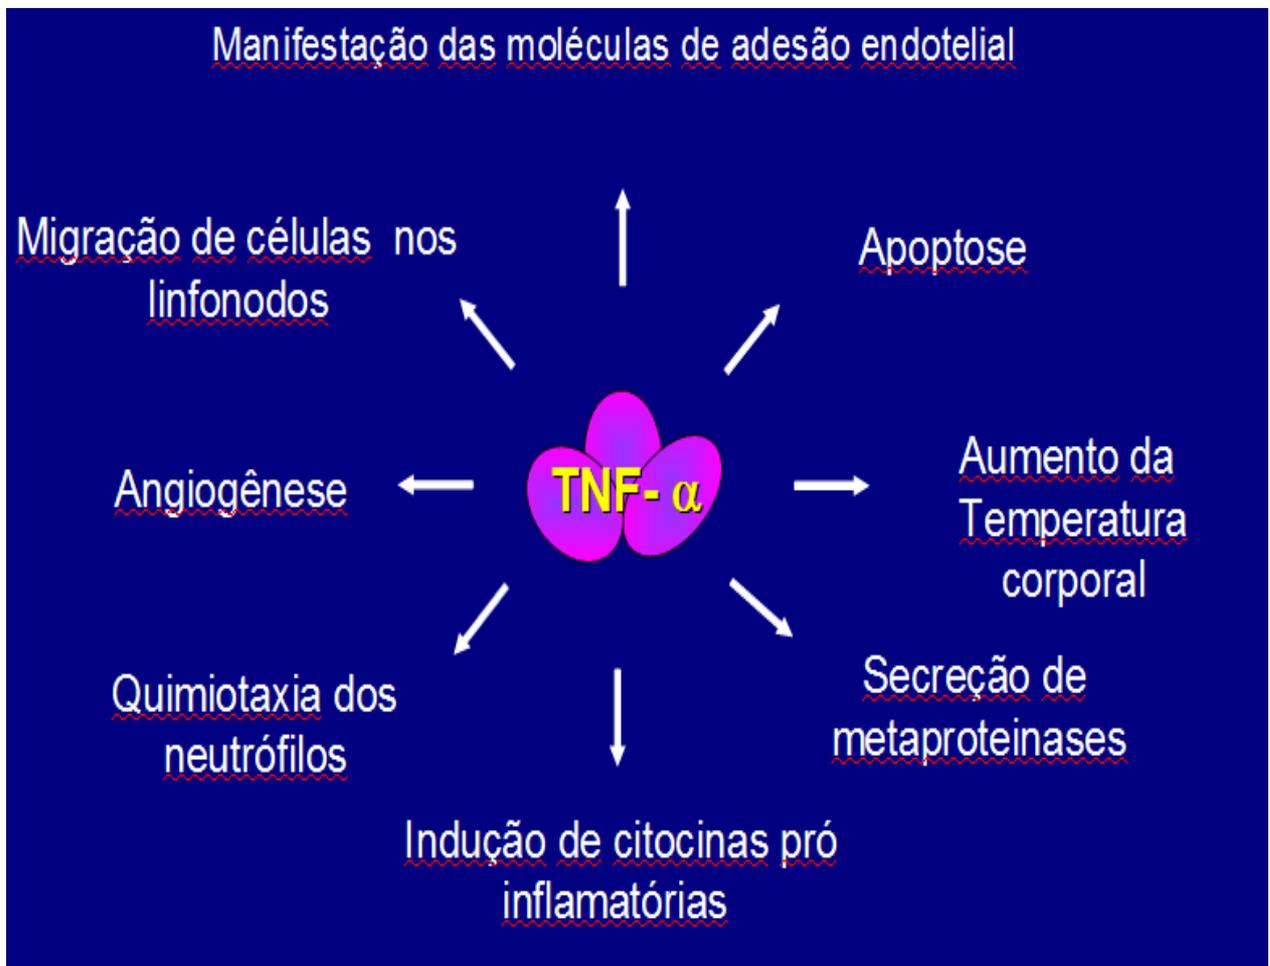 Manifestação das moléculas de adesão endotelial
Migração de células nos
linfonodos
Apoptose
Angiogênese
TNF- α
Aumento da
Temperatura
corporal
Quimiotaxia dos
neutrófilos
Secreção de
metaproteinases
Indução de citocinas pró
inflamatórias